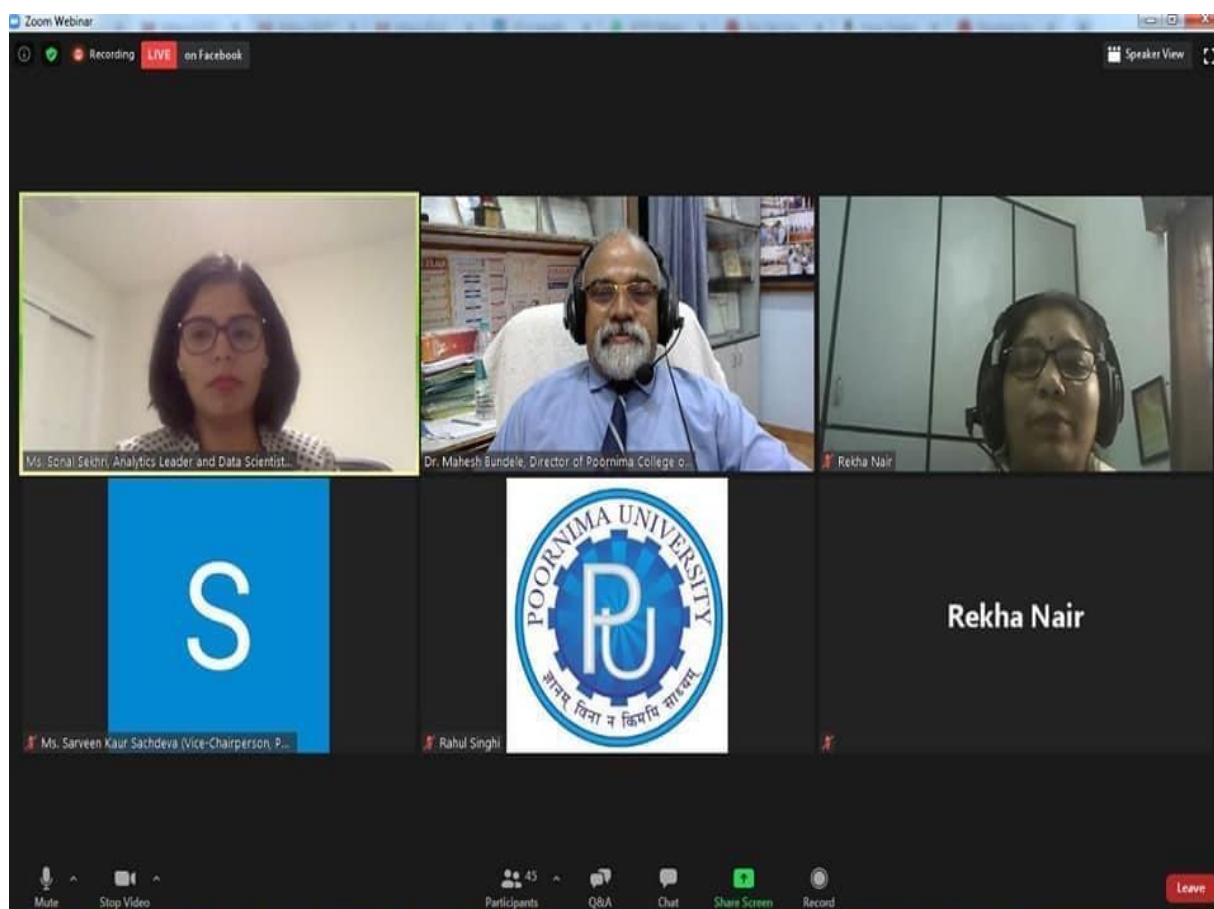 Zoom Webinar
Recording LIVE on Facebook
Speaker View
Ms. Sonal Sekhri, Analytics Leader and Data Scientist...
Dr. Mahesh Bundele, Director of Poornima College o...
Rekha Nair
S
POORNIMA UNIVERSITY
PU
ज्ञानम् विना न किमपि साध्यम्
Rekha Nair
Ms. Sarveen Kaur Sachdeva (Vice-Chairperson, P...
Rahul Singhi
Mute
Stop Video
45
Participants
Q&A
Chat
Share Screen
Record
Leave